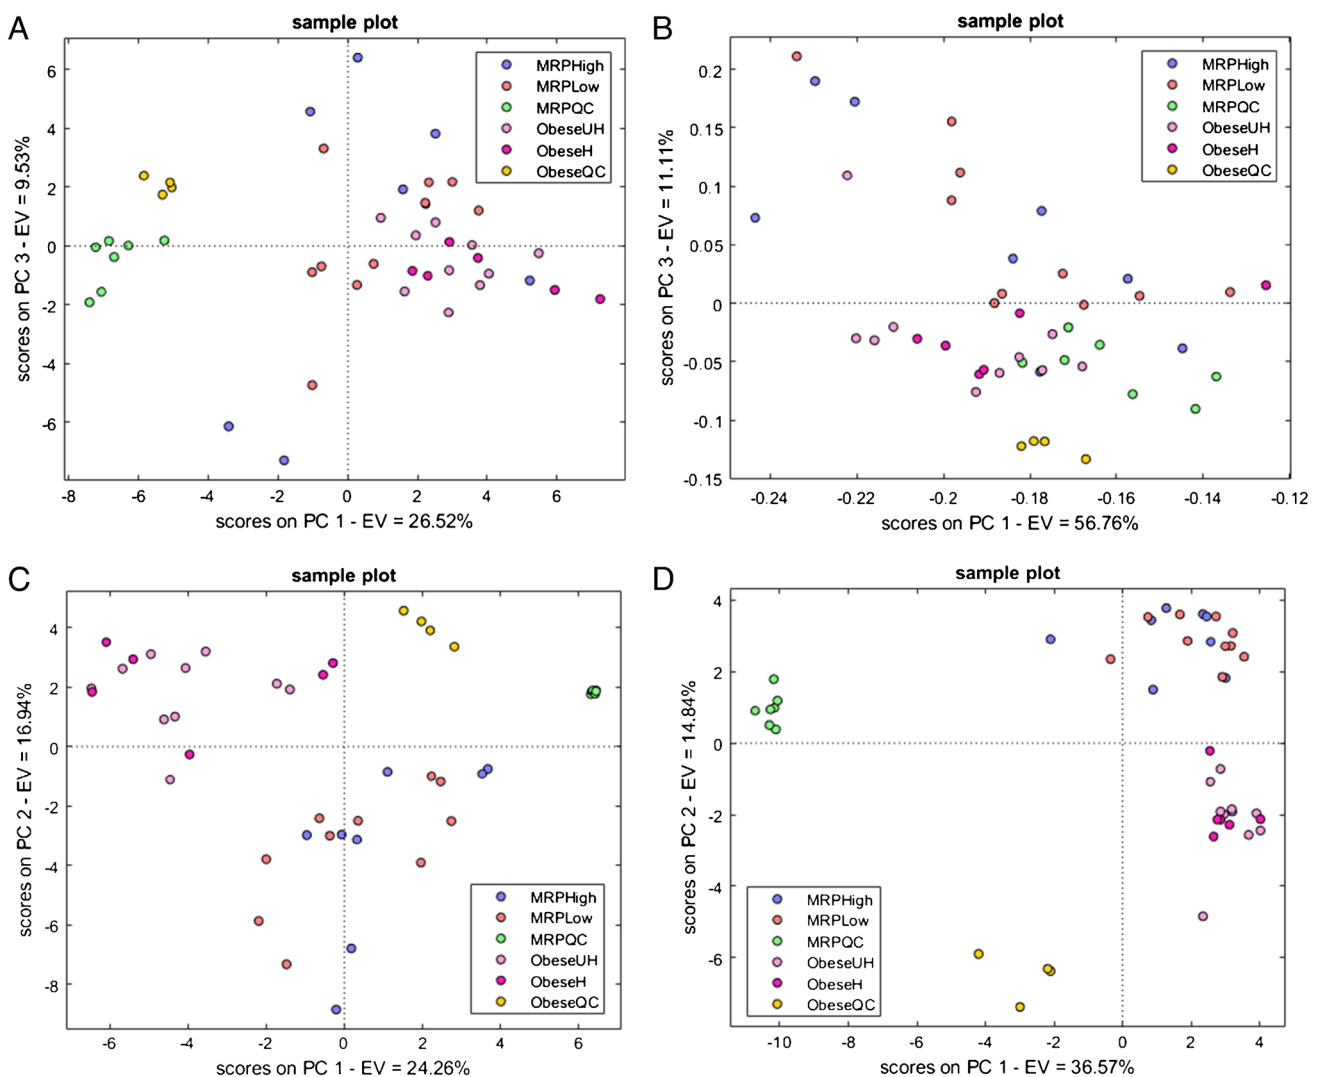 A
sample plot
MRPHigh
MRPLow
MRPQC
ObeseUH
ObeseH
ObeseQC
6
4
2
0
-2
-4
-6
-8 -6 -4 -2 0 2 4 6
scores on PC 3 - EV = 9.53%
scores on PC 1 - EV = 26.52%
B
sample plot
MRPHigh
MRPLow
MRPQC
ObeseUH
ObeseH
ObeseQC
0.2
0.15
0.1
0.05
0
-0.05
-0.1
-0.15
-0.24 -0.22 -0.2 -0.18 -0.16 -0.14 -0.12
scores on PC 3 - EV = 11.11%
scores on PC 1 - EV = 56.76%
C
sample plot
4
2
0
-2
-4
-6
-8
MRPHigh
MRPLow
MRPQC
ObeseUH
ObeseH
ObeseQC
-6 -4 -2 0 2 4 6
scores on PC 2 - EV = 16.94%
scores on PC 1 - EV = 24.26%
D
sample plot
4
2
0
-2
-4
-6
MRPHigh
MRPLow
MRPQC
ObeseUH
ObeseH
ObeseQC
-10 -8 -6 -4 -2 0 2 4
scores on PC 2 - EV = 14.84%
scores on PC 1 - EV = 36.57%